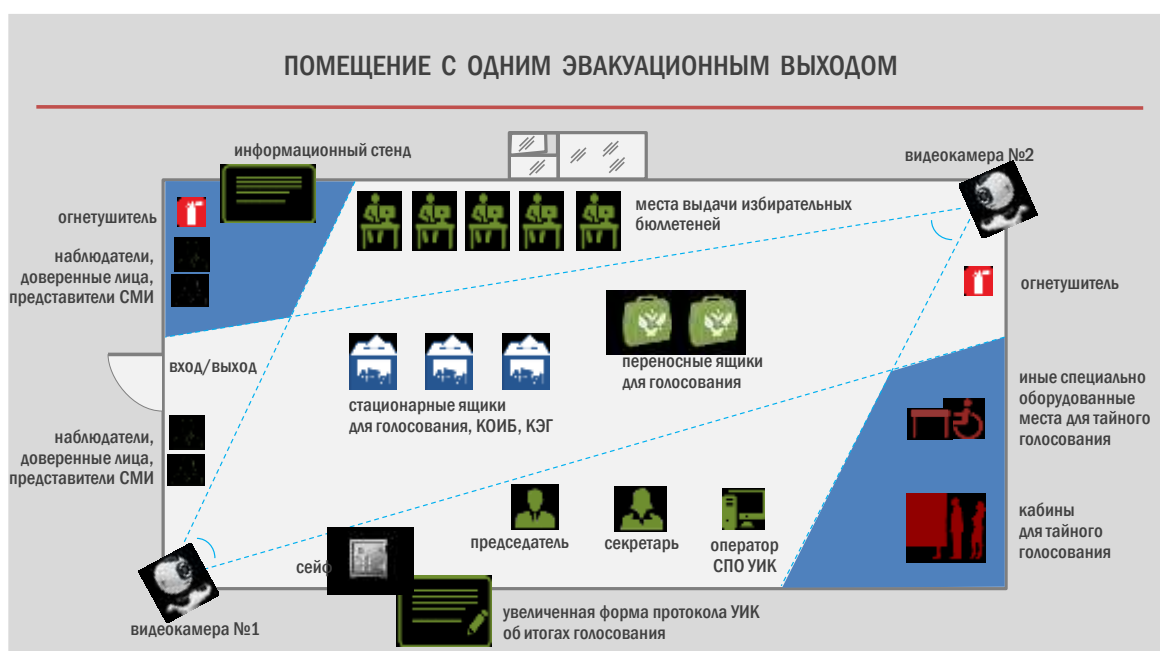 ПОМЕЩЕНИЕ С ОДНИМ ЭВАКУАЦИОННЫМ ВЫХОДОМ
информационный стенд
видеокамера №2
огнетушитель
места выдачи избирательных
бюллетеней
наблюдатели,
доверенные лица,
представители СМИ
огнетушитель
вход/выход
переносные ящики
для голосования
стационарные ящики
для голосования, КОИБ, КЭГ
иные специально
оборудованные
места для тайного
голосования
наблюдатели,
доверенные лица,
представители СМИ
председатель
секретарь
оператор
СПО УИК
кабины
для тайного
голосования
сейф
увеличенная форма протокола УИК
об итогах голосования
видеокамера №1